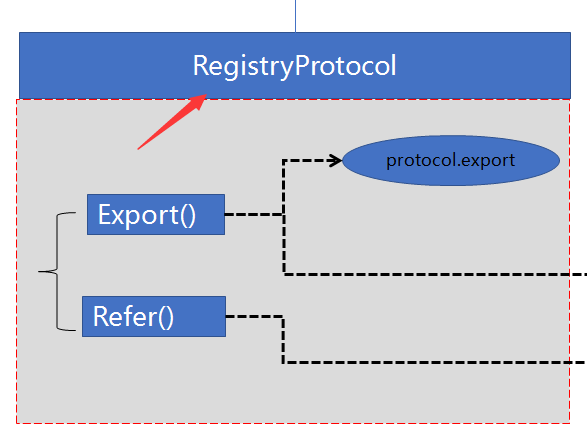 RegistryProtocol
protocol.export
Export()
Refer()